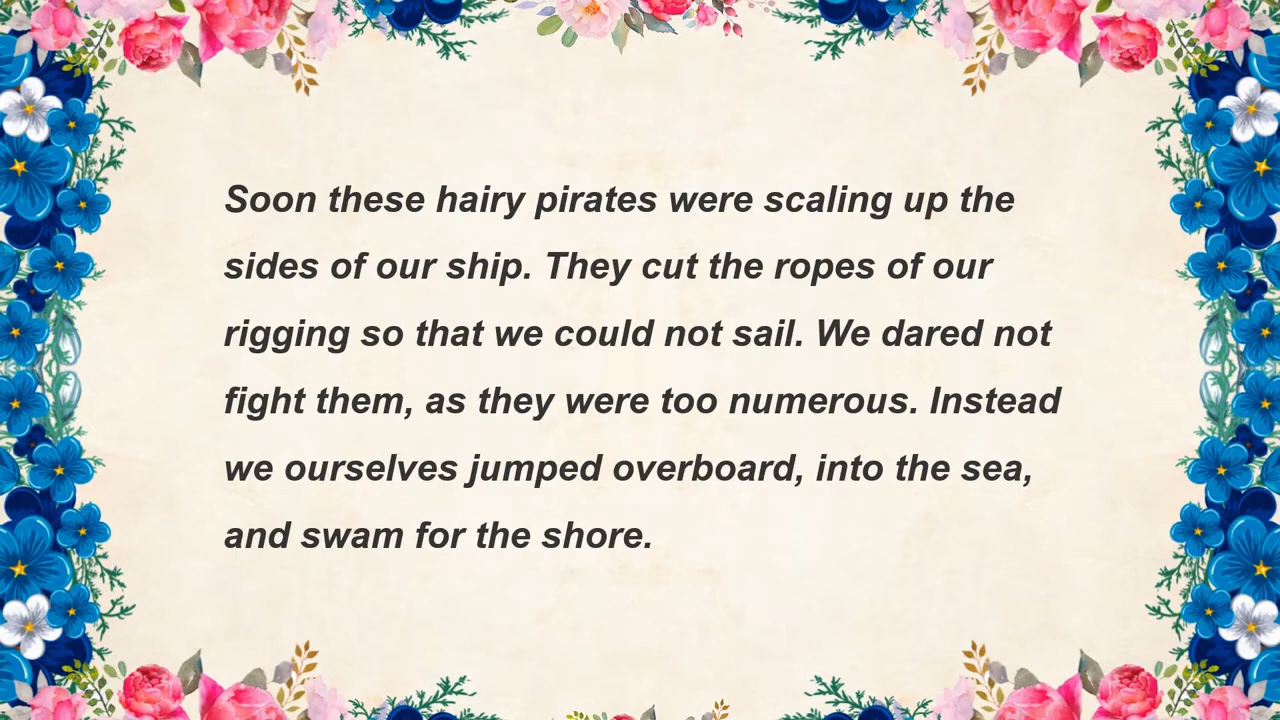 Soon these hairy pirates were scaling up the
sides of our ship. They cut the ropes of our
rigging so that we could not sail. We dared not
fight them, as they were too numerous. Instead
we ourselves jumped overboard, into the sea,
and swam for the shore.